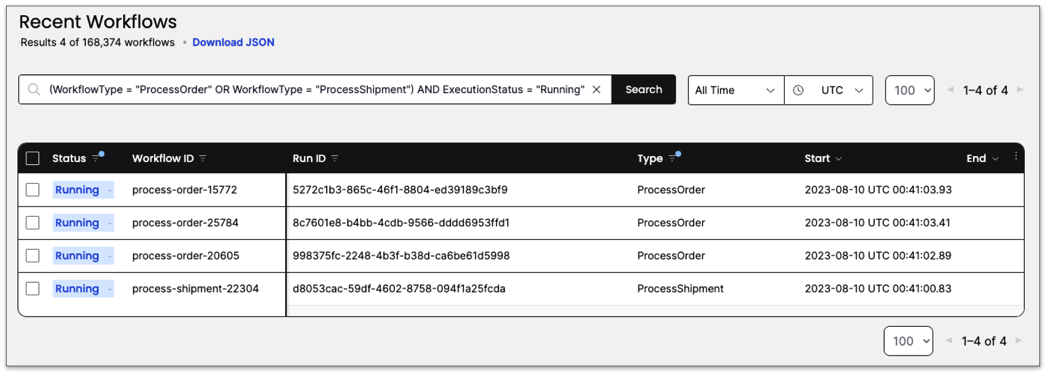 Recent Workflows
Results 4 of 168,374 workflows • Download JSON
(WorkflowType = "ProcessOrder" OR WorkflowType = "ProcessShipment") AND ExecutionStatus = "Running" Search All Time UTC 100 1–4 of 4
Status Workflow ID Run ID Type Start End
Running process-order-15772 5272c1b3-865c-46f1-8804-ed39189c3bf9 ProcessOrder 2023-08-10 UTC 00:41:03.93
Running process-order-25784 8c7601e8-b4bb-4cdb-9566-dddd6953ffd1 ProcessOrder 2023-08-10 UTC 00:41:03.41
Running process-order-20605 998375fc-2248-4b3f-b38d-ca6be61d5998 ProcessOrder 2023-08-10 UTC 00:41:02.89
Running process-shipment-22304 d8053cac-59df-4602-8758-094f1a25fcda ProcessShipment 2023-08-10 UTC 00:41:00.83
100 1–4 of 4